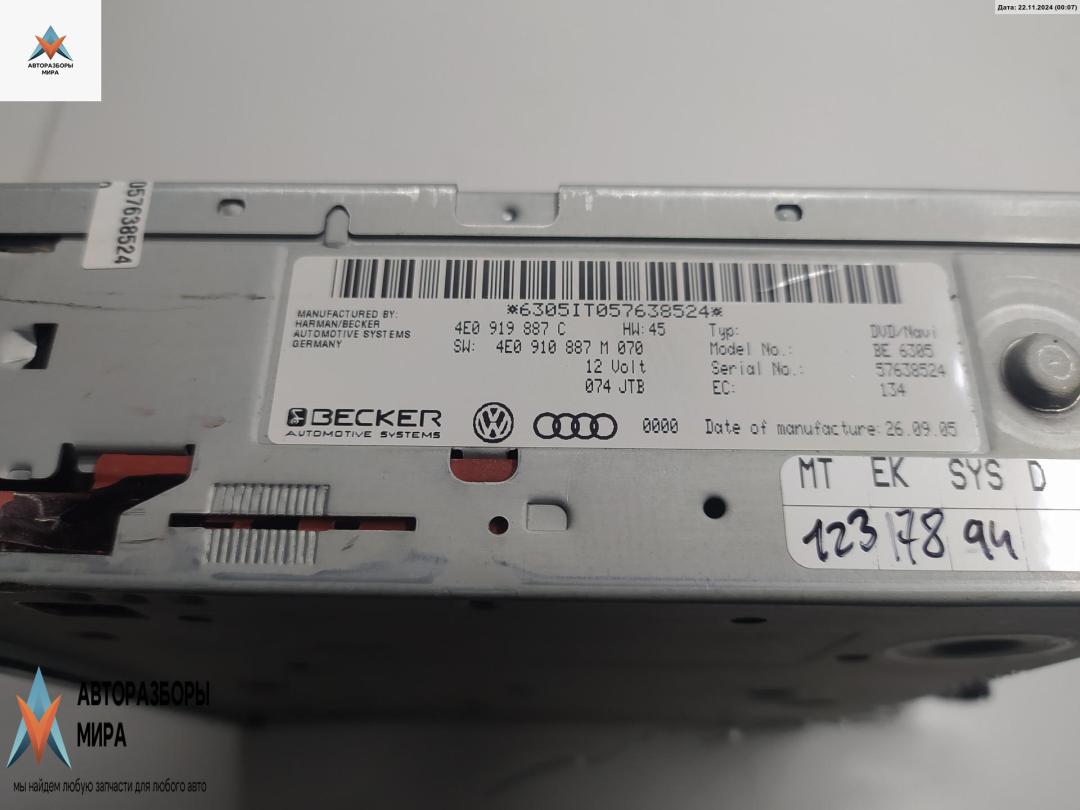 Дата: 22.11.2024 (00:07)
АВТОРАЗБОРЫ
МИРА
057638524
*6305IT057638524*
MANUFACTURED BY:
HARMAN/BECKER
AUTOMOTIVE SYSTEMS
GERMANY
4E0 919 887 C HW: 45
SW: 4E0 910 887 M 070
12 Volt
074 JTB
Typ: DVD/Navi
Model No.: BE 6305
Serial No.: 57638524
EC: 134
BECKER
AUTOMOTIVE SYSTEMS
0000 Date of manufacture: 26.09.05
MT EK SYS D
123 178 94
АВТОРАЗБОРЫ
МИРА
мы найдем любую запчасти для любого авто